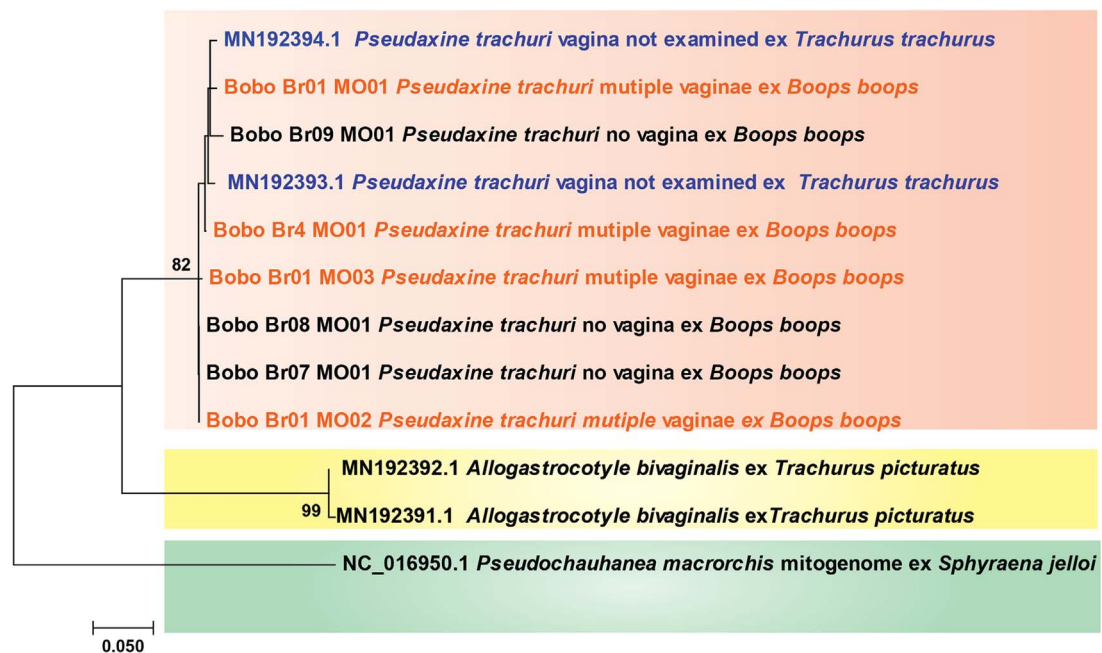 MN192394.1 Pseudaxine trachuri vagina not examined ex Trachurus trachurus
Bobo Br01 MO01 Pseudaxine trachuri mutiple vaginae ex Boops boops
Bobo Br09 MO01 Pseudaxine trachuri no vagina ex Boops boops
MN192393.1 Pseudaxine trachuri vagina not examined ex Trachurus trachurus
Bobo Br4 MO01 Pseudaxine trachuri mutiple vaginae ex Boops boops
82
Bobo Br01 MO03 Pseudaxine trachuri mutiple vaginae ex Boops boops
Bobo Br08 MO01 Pseudaxine trachuri no vagina ex Boops boops
Bobo Br07 MO01 Pseudaxine trachuri no vagina ex Boops boops
Bobo Br01 MO02 Pseudaxine trachuri mutiple vaginae ex Boops boops
MN192392.1 Allogastrocotyle bivaginalis ex Trachurus picturatus
99
MN192391.1 Allogastrocotyle bivaginalis exTrachurus picturatus
NC_016950.1 Pseudochauhanea macrorchis mitogenome ex Sphyraena jelloi
0.050